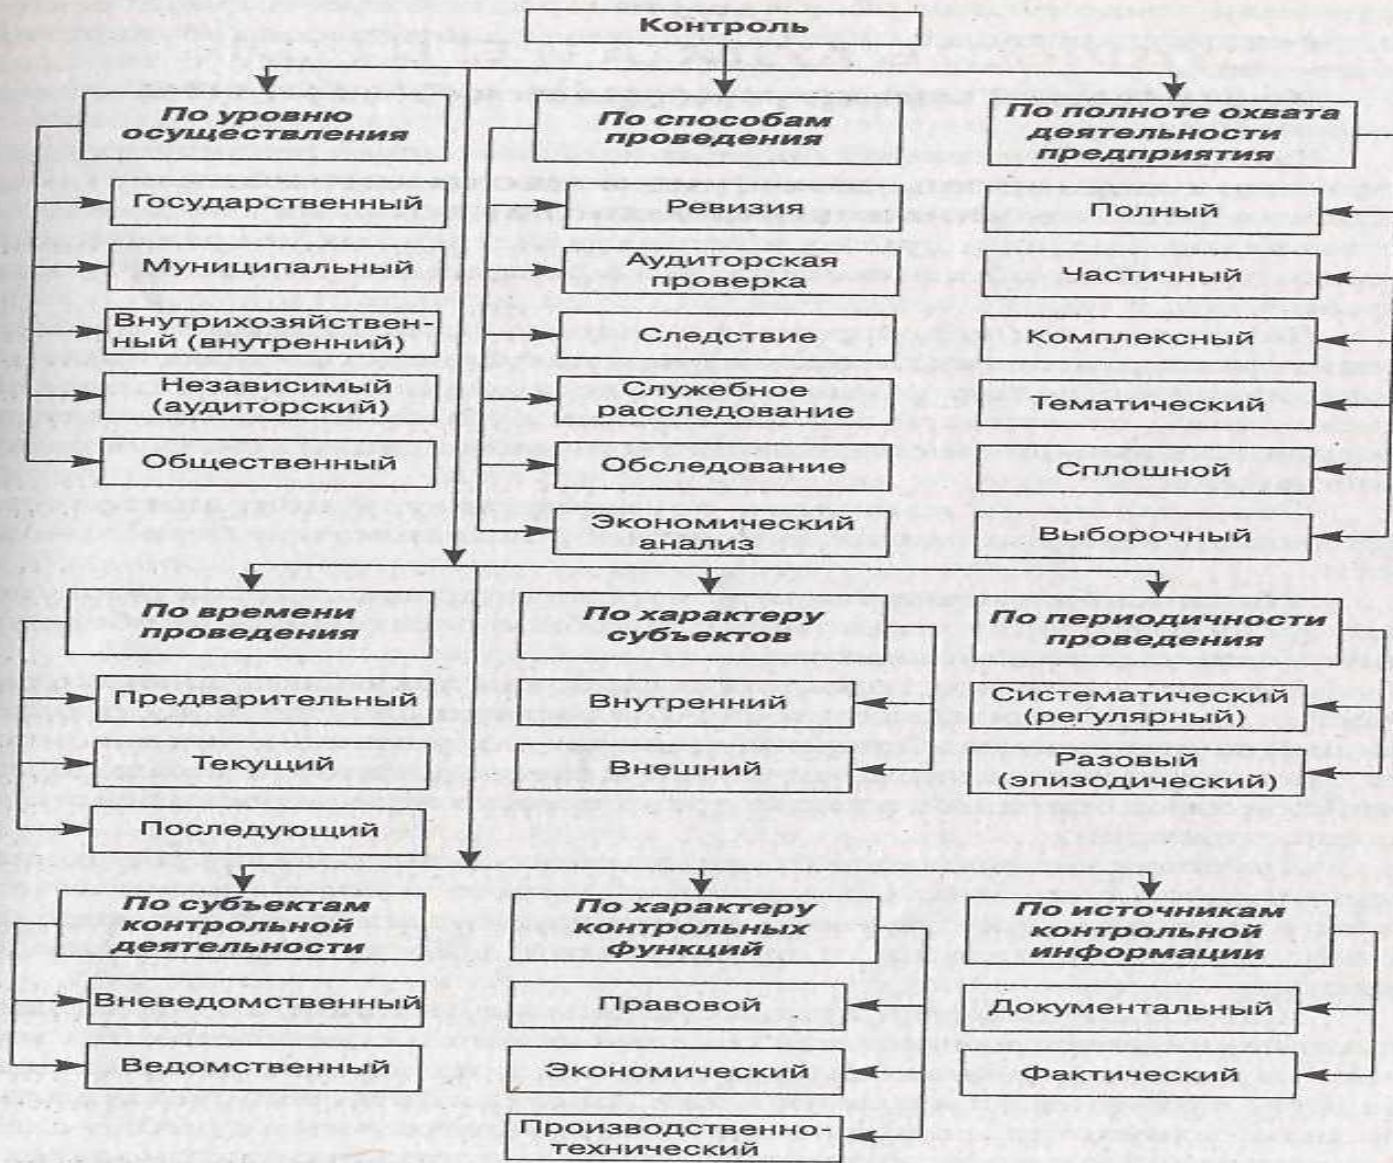 Контроль
По уровню
осуществления
Государственный
Муниципальный
Внутрихозяйствен-
ный (внутренний)
Независимый
(аудиторский)
Общественный
По способам
проведения
Ревизия
Аудиторская
проверка
Следствие
Служебное
расследование
Обследование
Экономический
анализ
По полноте охвата
деятельности
предприятия
Полный
Частичный
Комплексный
Тематический
Сплошной
Выборочный
По времени
проведения
Предварительный
Текущий
Последующий
По характеру
субъектов
Внутренний
Внешний
По периодичности
проведения
Систематический
(регулярный)
Разовый
(эпизодический)
По субъектам
контрольной
деятельности
Вневедомственный
Ведомственный
По характеру
контрольных
функций
Правовой
Экономический
Производственно-
технический
По источникам
контрольной
информации
Документальный
Фактический